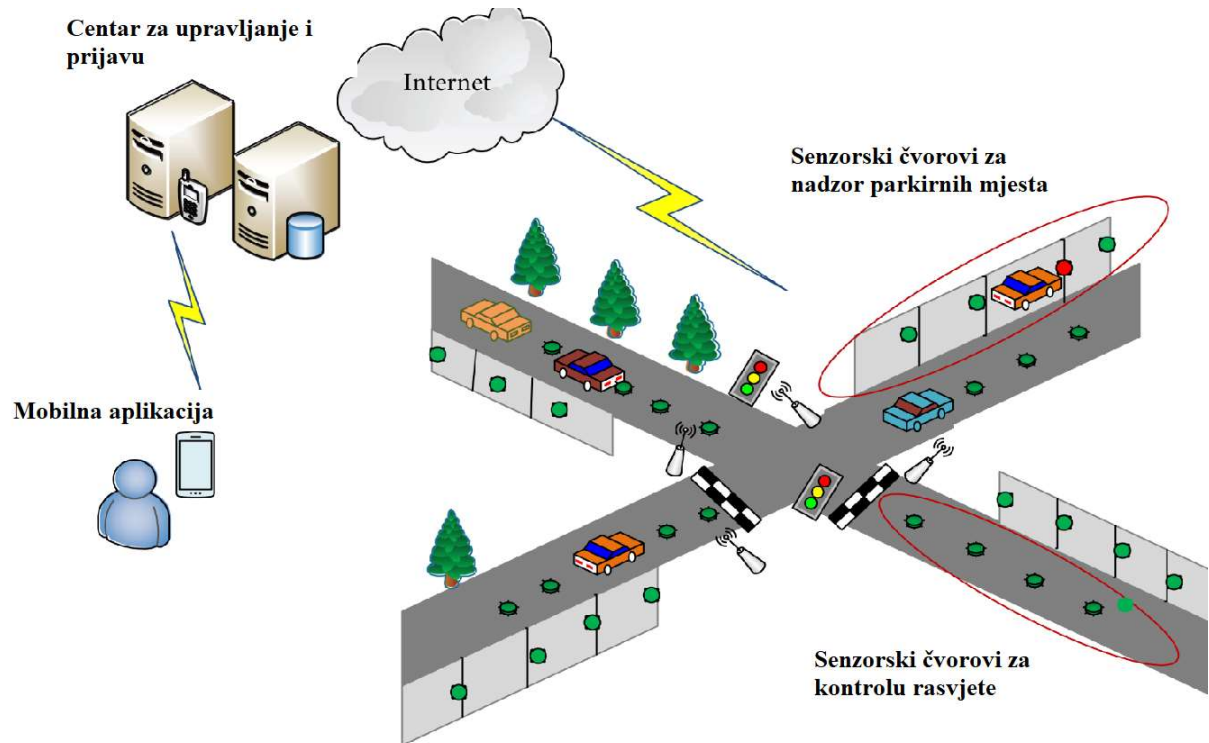 Centar za upravljanje i
prijavu
Internet
Senzorski čvorovi za
nadzor parkirnih mjesta
Mobilna aplikacija
Senzorski čvorovi za
kontrolu rasvjete